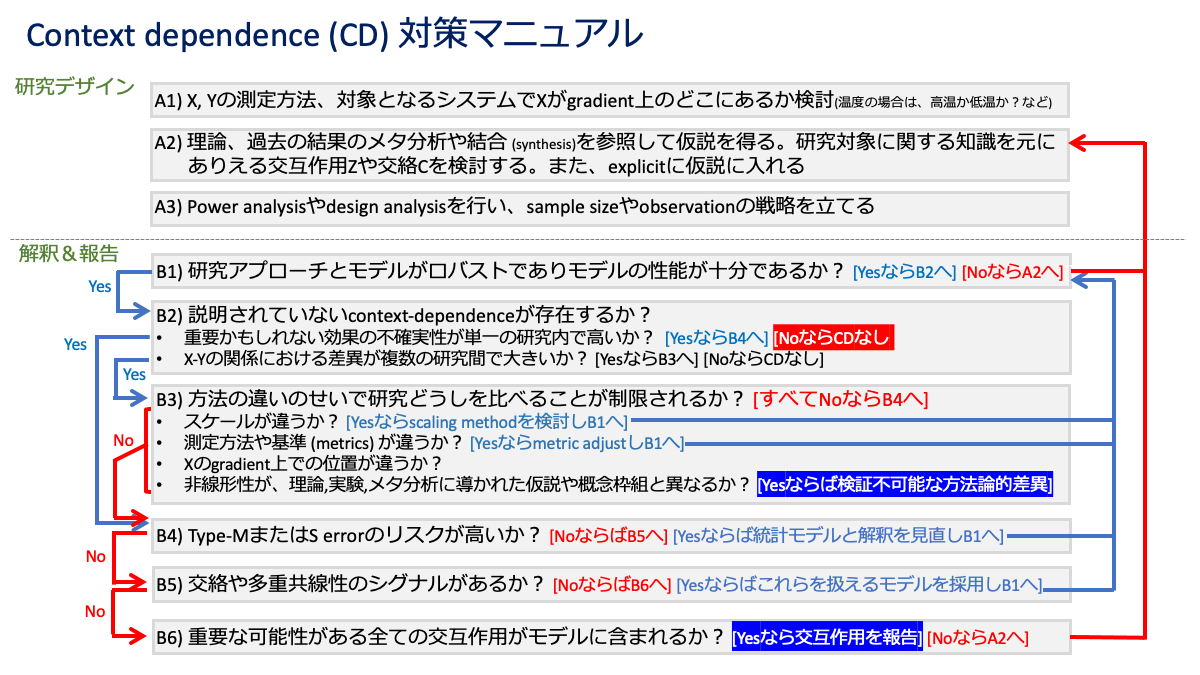 Context dependence (CD) 対策マニュアル
研究デザイン
A1) X, Yの測定方法、対象となるシステムでXがgradient上のどこにあるか検討(温度の場合は、高温か低温か？など)
A2) 理論、過去の結果のメタ分析や結合 (synthesis)を参照して仮説を得る。研究対象に関する知識を元に
ありえる交互作用Zや交絡Cを検討する。また、explicitに仮説に入れる
A3) Power analysisやdesign analysisを行い、sample sizeやobservationの戦略を立てる
解釈＆報告
B1) 研究アプローチとモデルがロバストでありモデルの性能が十分であるか？ [YesならB2へ] [NoならA2へ]
Yes
B2) 説明されていないcontext-dependenceが存在するか？
• 重要かもしれない効果の不確実性が単一の研究内で高いか？ [YesならB4へ] [NoならCDなし
Yes
• X-Yの関係における差異が複数の研究間で大きいか？ [YesならB3へ] [NoならCDなし]
Yes
B3) 方法の違いのせいで研究どうしを比べることが制限されるか？ [すべてNoならB4へ]
• スケールが違うか？ [Yesならscaling methodを検討しB1へ]
No
• 測定方法や基準 (metrics) が違うか？ [Yesならmetric adjustしB1へ]
• Xのgradient上での位置が違うか？
• 非線形性が、理論,実験,メタ分析に導かれた仮説や概念枠組と異なるか？ [Yesならば検証不可能な方法論的差異]
B4) Type-MまたはS errorのリスクが高いか？ [NoならばB5へ] [Yesならば統計モデルと解釈を見直しB1へ]
No
B5) 交絡や多重共線性のシグナルがあるか？ [NoならばB6へ] [Yesならばこれらを扱えるモデルを採用しB1へ]
No
B6) 重要な可能性がある全ての交互作用がモデルに含まれるか？ [Yesなら交互作用を報告] [NoならA2へ]